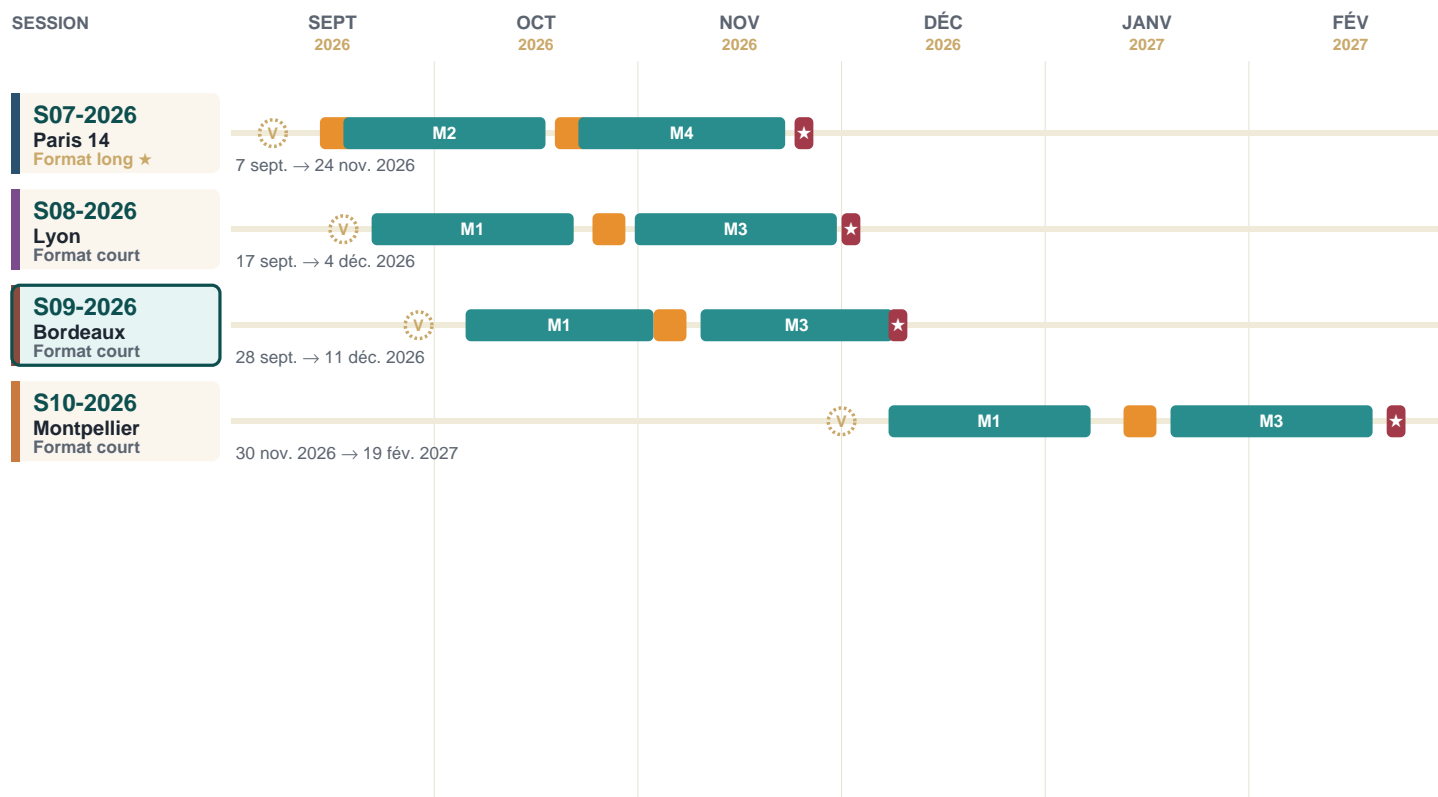 SESSION
SEPT
2026
OCT
2026
NOV
2026
DÉC
2026
JANV
2027
FÉV
2027
S07-2026
Paris 14
Format long ★
V
M2
M4
★
7 sept. → 24 nov. 2026
S08-2026
Lyon
Format court
V
M1
M3
★
17 sept. → 4 déc. 2026
S09-2026
Bordeaux
Format court
V
M1
M3
★
28 sept. → 11 déc. 2026
S10-2026
Montpellier
Format court
V
M1
M3
★
30 nov. 2026 → 19 fév. 2027